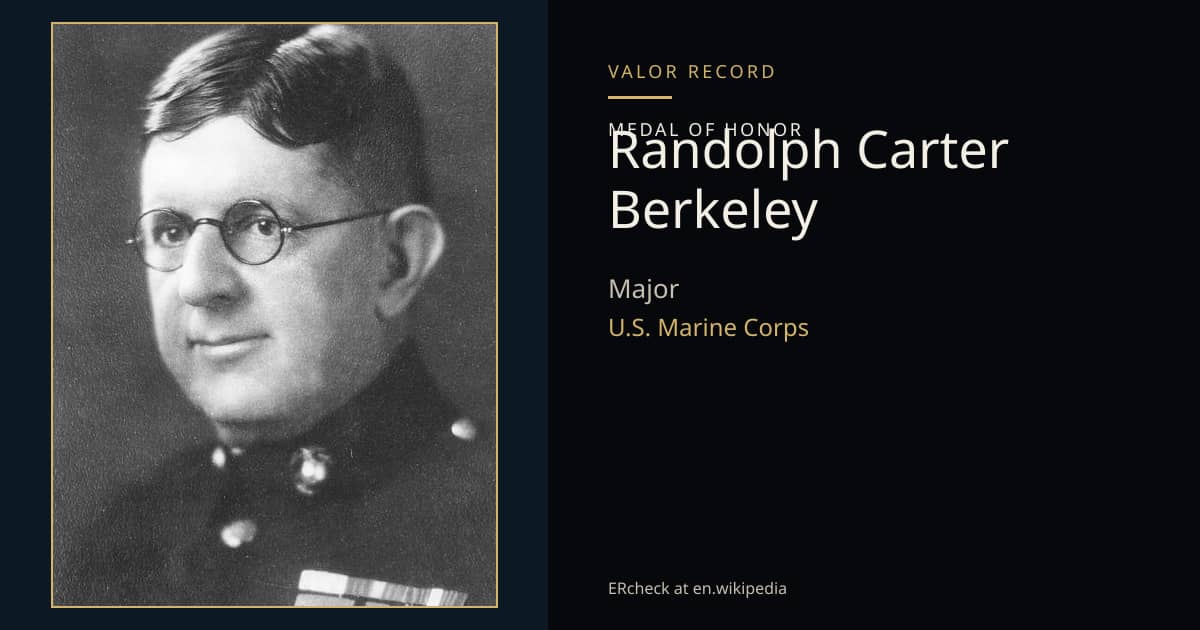 VALOR RECORD
MEDAL OF HONOR
Randolph Carter
Berkeley
Major
U.S. Marine Corps
ERcheck at en.wikipedia